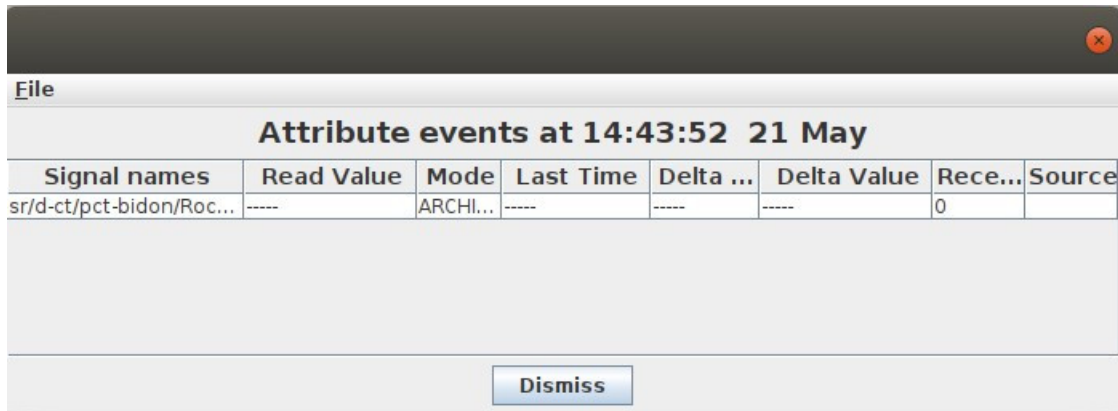 File
Attribute events at 14:43:52 21 May
Signal names Read Value Mode Last Time Delta ... Delta Value Rece... Source
sr/d-ct/pct-bidon/Roc... ----- ARCHI... ----- ----- ----- 0
Dismiss